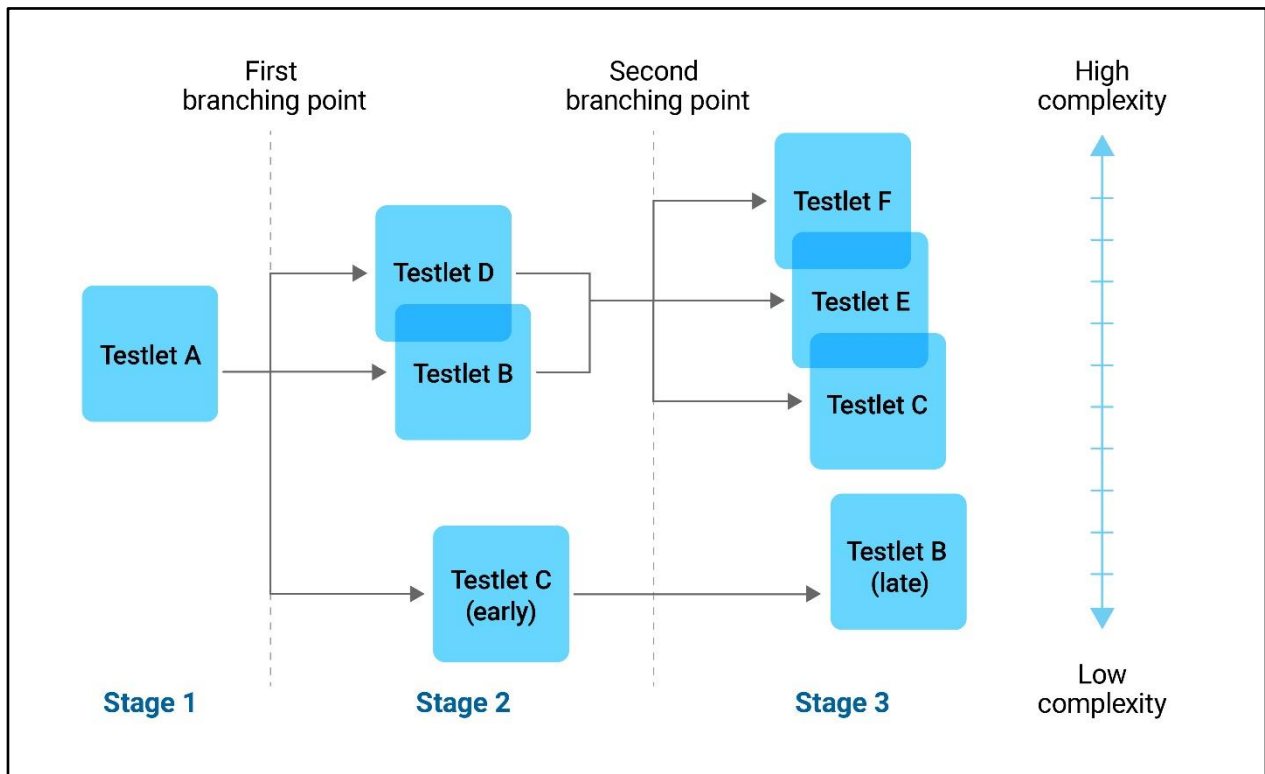 First
branching point
Second
branching point
High
complexity
Testlet F
Testlet D
Testlet E
Testlet A
Testlet B
Testlet C
Testlet B
(late)
Testlet C
(early)
Low
complexity
Stage 1
Stage 2
Stage 3